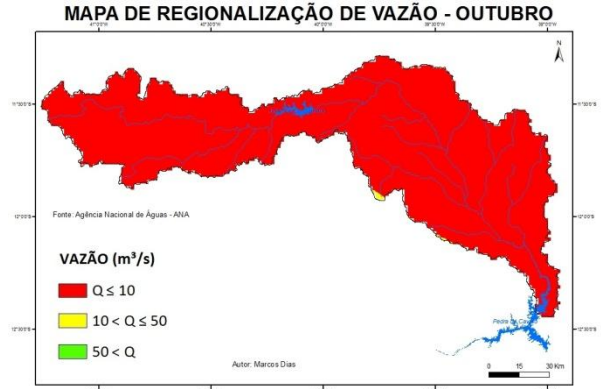 MAPA DE REGIONALIZAÇÃO DE VAZÃO - OUTUBRO
N
Fonte: Agência Nacional de Águas - ANA
VAZÃO (m³/s)
Q ≤ 10
10 < Q ≤ 50
50 < Q
Autor: Marcos Dias
0 15 30 Km